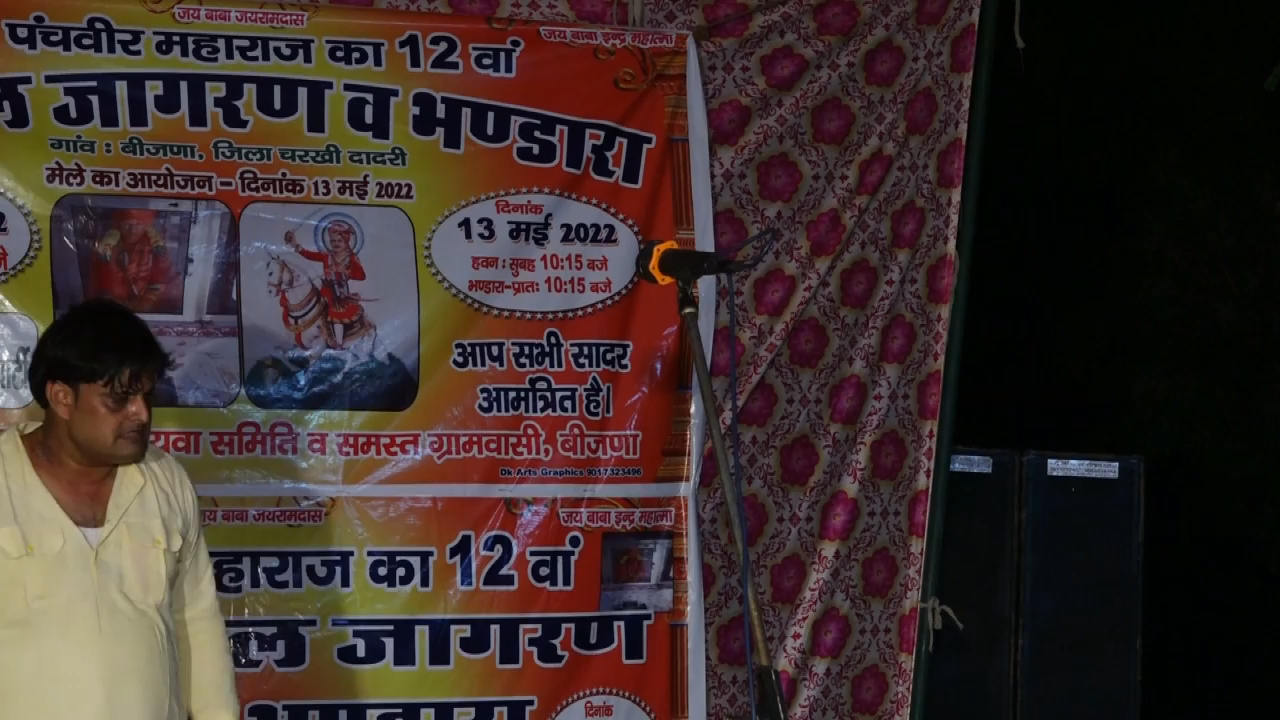 जय बाबा जयरामदास
जय बाबा इन्द्र महात्मा
पंचवीर महाराज का 12 वां
जागरण व भण्डारा
गांव : बीजणा, जिला चरखी दादरी
मेले का आयोजन - दिनांक 13 मई 2022
दिनांक
13 मई 2022
हवन : सुबह 10:15 बजे
भण्डारा-प्रातः 10:15 बजे
आप सभी सादर
आमंत्रित है।
युवा समिति व समस्त ग्रामवासी, बीजणा
Dk Arts Graphics 9017323496
जय बाबा जयरामदास
जय बाबा इन्द्र महात्मा
हाराज का 12 वां
ल जागरण
दिनांक